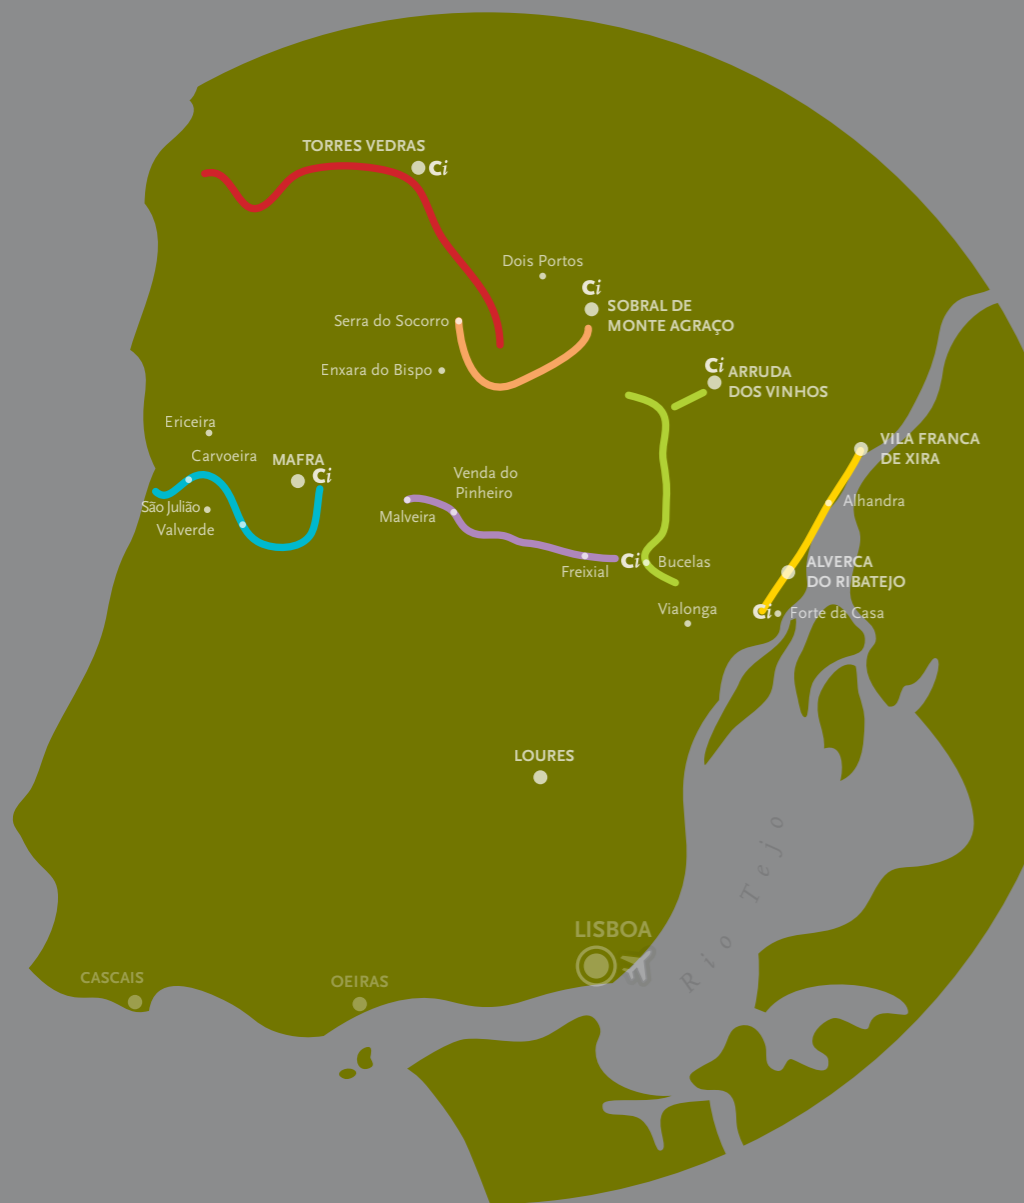 TORRES VEDRAS
Ci
Dois Portos
Ci
SOBRAL DE
MONTE AGRAÇO
Serra do Socorro
Enxara do Bispo
Ci
ARRUDA
DOS VINHOS
Ericeira
Carvoeira
MAFRA
Ci
São Julião
Valverde
Venda do
Pinheiro
Malveira
Freixial
Ci
Bucelas
Vialonga
VILA FRANCA
DE XIRA
Alhandra
ALVERCA
DO RIBATEJO
Ci
Forte da Casa
LOURES
Rio Tejo
LISBOA
CASCAIS
OEIRAS